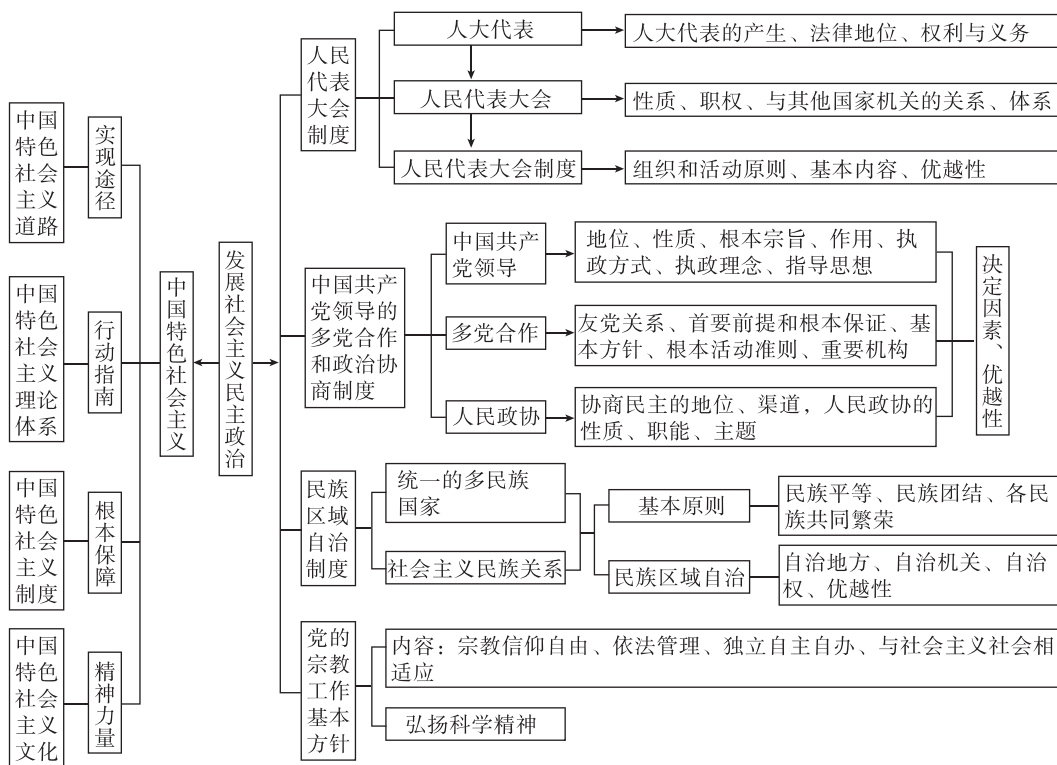 中国
特色
社会
主义
道路
实现途径
中国
特色
社会
主义
理论
体系
行动指南
中国
特色
社会
主义
制度
根本保障
中国
特色
社会
主义
文化
精神力量
中国特色社会主义
发展社会主义民主政治
人民
代表
大会
制度
人大代表
人大代表的产生、法律地位、权利与义务
人民代表大会
性质、职权、与其他国家机关的关系、体系
人民代表大会制度
组织和活动原则、基本内容、优越性
中国共产
党领导的
多党合作
和政治协
商制度
中国共产
党领导
地位、性质、根本宗旨、作用、执
政方式、执政理念、指导思想
多党合作
友党关系、首要前提和根本保证、基
本方针、根本活动准则、重要机构
人民政协
协商民主的地位、渠道，人民政协的
性质、职能、主题
决定因素、优越性
民族
区域
自治
制度
统一的多民族
国家
社会主义民族关系
基本原则
民族平等、民族团结、各民
族共同繁荣
民族区域自治
自治地方、自治机关、自治
权、优越性
党的
宗教
工作
基本
方针
内容：宗教信仰自由、依法管理、独立自主自办、与社会主义社会相
适应
弘扬科学精神